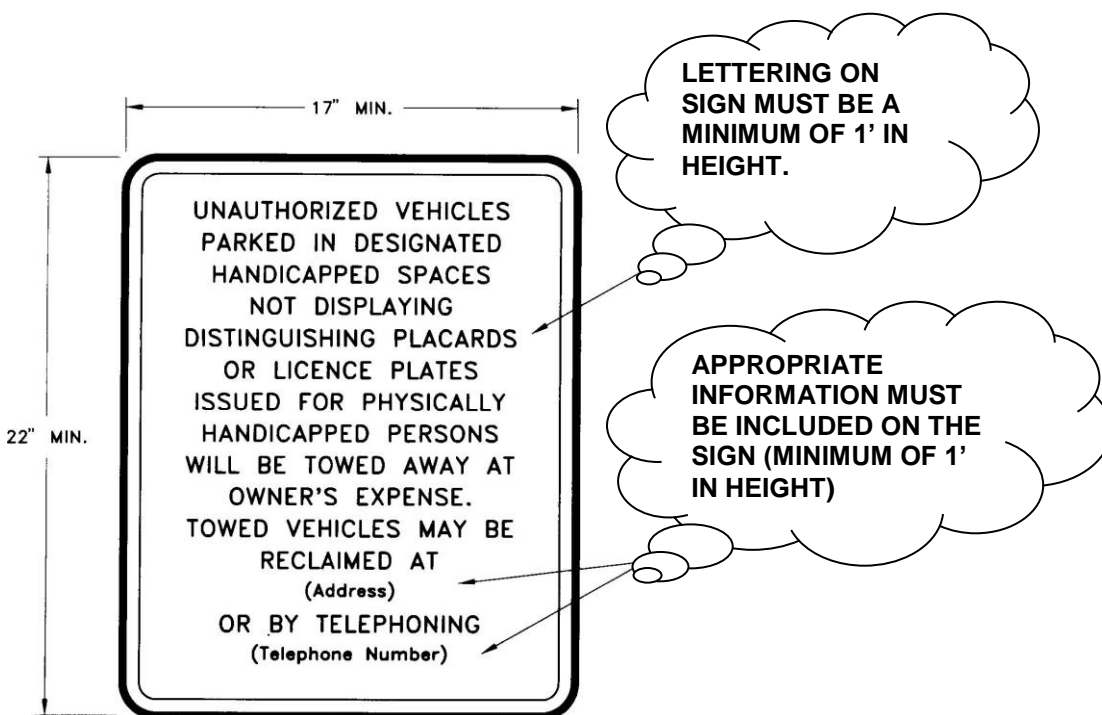 LETTERING ON
SIGN MUST BE A
MINIMUM OF 1’ IN
HEIGHT.
17" MIN.
22" MIN.
UNAUTHORIZED VEHICLES
PARKED IN DESIGNATED
HANDICAPPED SPACES
NOT DISPLAYING
DISTINGUISHING PLACARDS
OR LICENCE PLATES
ISSUED FOR PHYSICALLY
HANDICAPPED PERSONS
WILL BE TOWED AWAY AT
OWNER'S EXPENSE.
TOWED VEHICLES MAY BE
RECLAIMED AT
(Address)
OR BY TELEPHONING
(Telephone Number)
APPROPRIATE
INFORMATION MUST
BE INCLUDED ON THE
SIGN (MINIMUM OF 1’
IN HEIGHT)